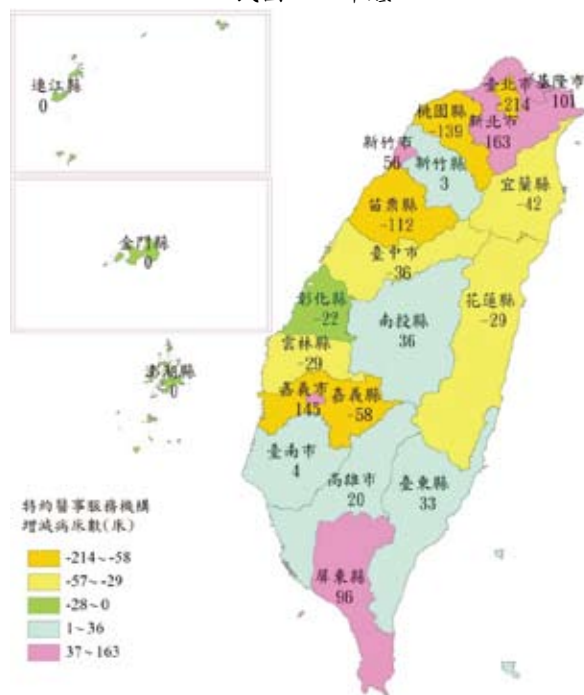 連江縣
0
金門縣
0
澎湖縣
0
臺北市
-214
基隆市
101
桃園縣
-139
新北市
163
新竹市
56
新竹縣
3
宜蘭縣
-42
苗栗縣
-112
臺中市
-36
彰化縣
-22
南投縣
36
花蓮縣
-29
雲林縣
-29
嘉義市
145
嘉義縣
-58
臺南市
4
高雄市
20
臺東縣
33
屏東縣
96
特約醫事服務機構
增減病床數(床)
-214~-58
-57~-29
-28~0
1~36
37~163